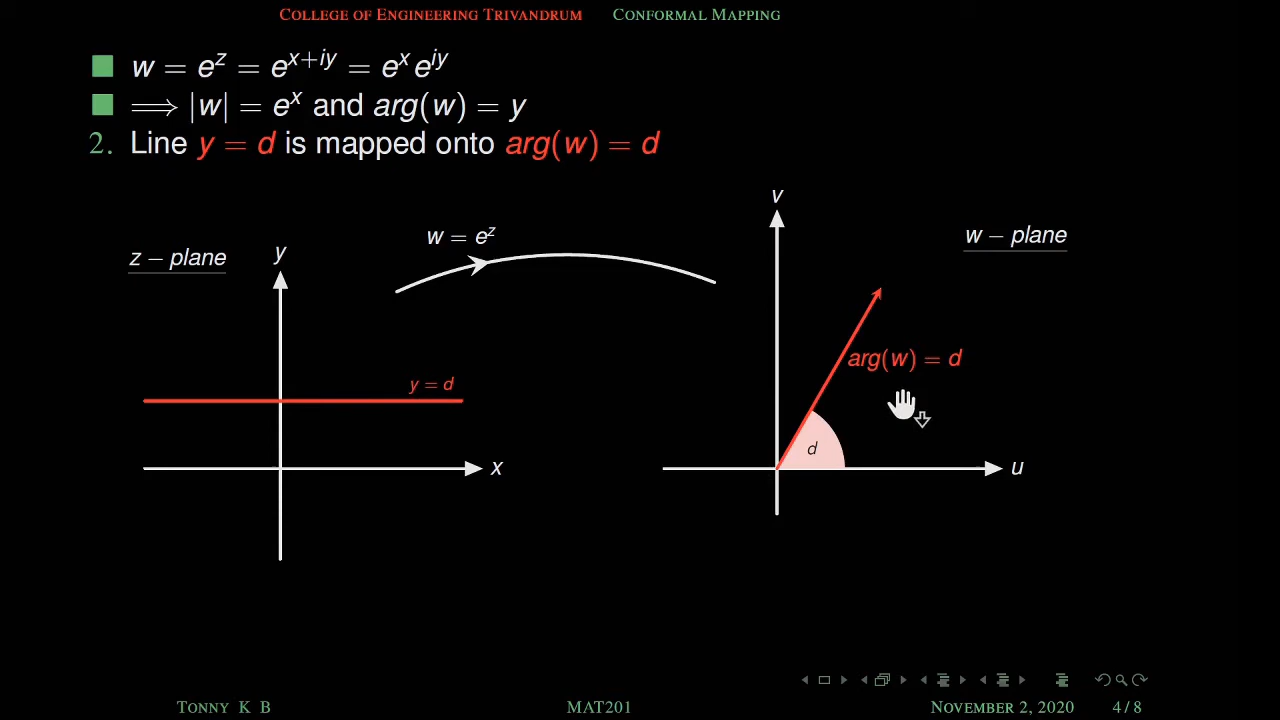 COLLEGE OF ENGINEERING TRIVANDRUM CONFORMAL MAPPING
w = e^z = e^{x+iy} = e^x e^{iy}
⟹ |w| = e^x and arg(w) = y
2. Line y = d is mapped onto arg(w) = d
v
w = e^z
w − plane
z − plane
y
arg(w) = d
y = d
d
x
u
TONNY K B MAT201 NOVEMBER 2, 2020 4 / 8